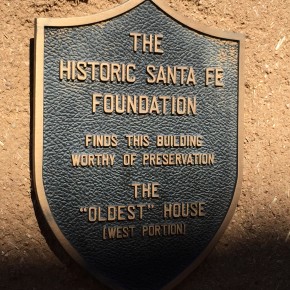 THE
HISTORIC SANTA FE
FOUNDATION
FINDS THIS BUILDING
WORTHY OF PRESERVATION
THE
"OLDEST" HOUSE
(WEST PORTION)